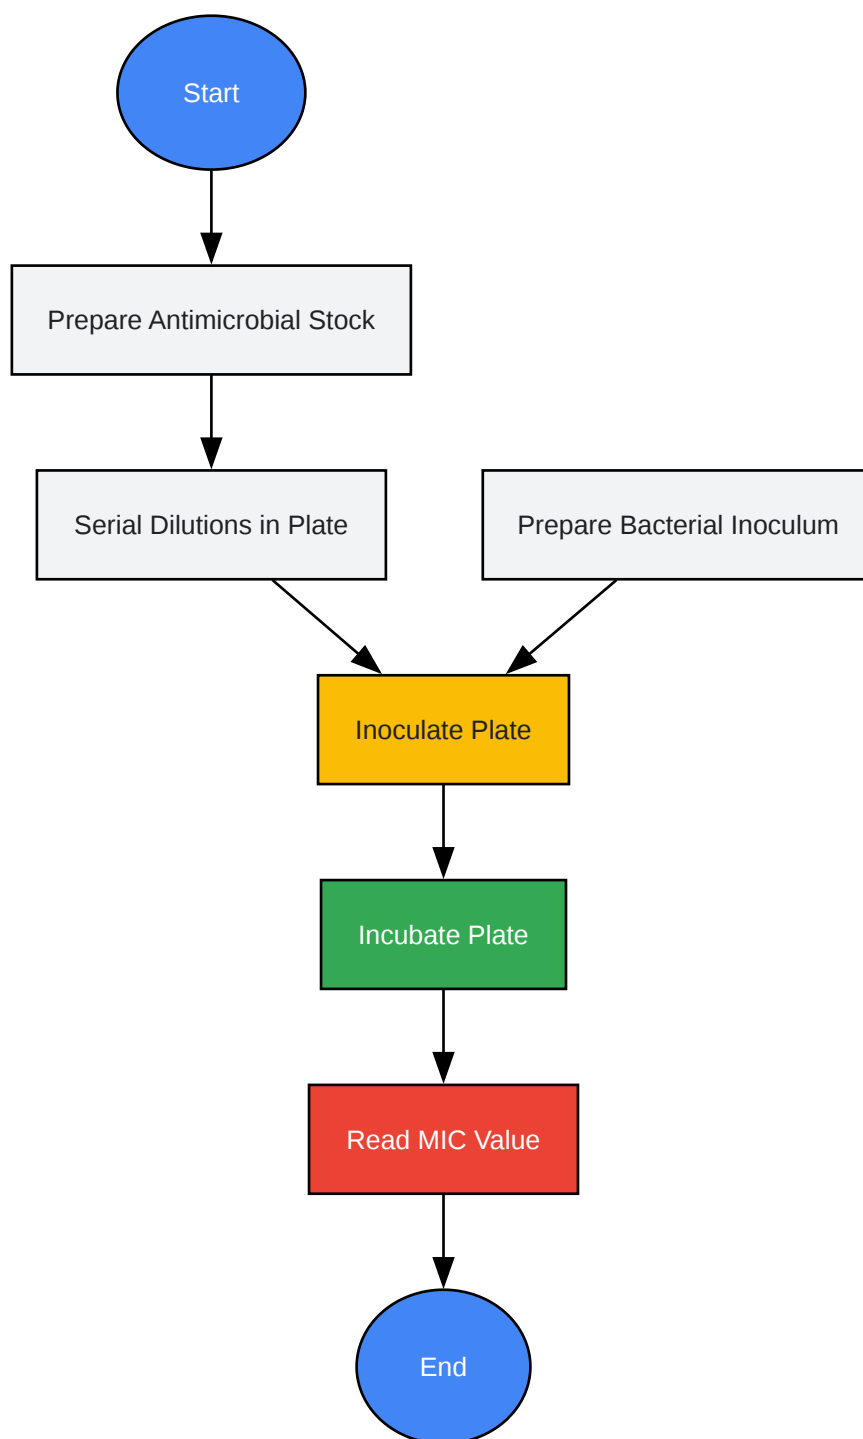 Start
Prepare Antimicrobial Stock
Serial Dilutions in Plate
Prepare Bacterial Inoculum
Inoculate Plate
Incubate Plate
Read MIC Value
End